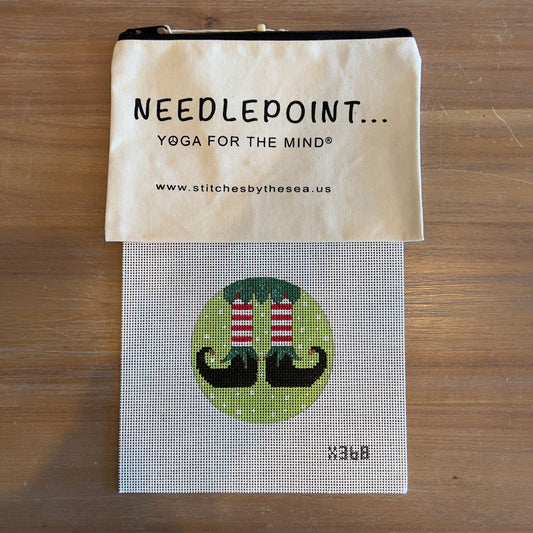 NEEDLEPOINT...
YOGA FOR THE MIND®
www.stitchesbythesea.us
X368